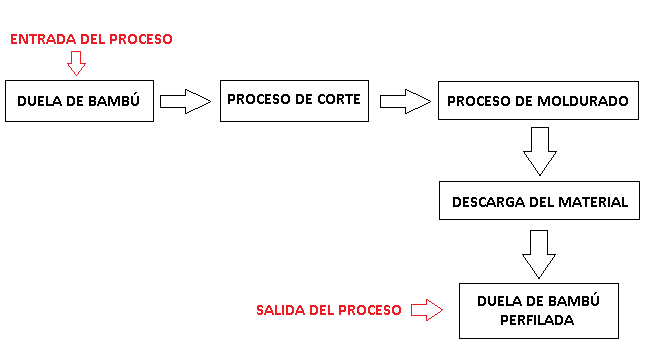 ENTRADA DEL PROCESO
DUELA DE BAMBÚ
PROCESO DE CORTE
PROCESO DE MOLDURADO
DESCARGA DEL MATERIAL
SALIDA DEL PROCESO
DUELA DE BAMBÚ
PERFILADA